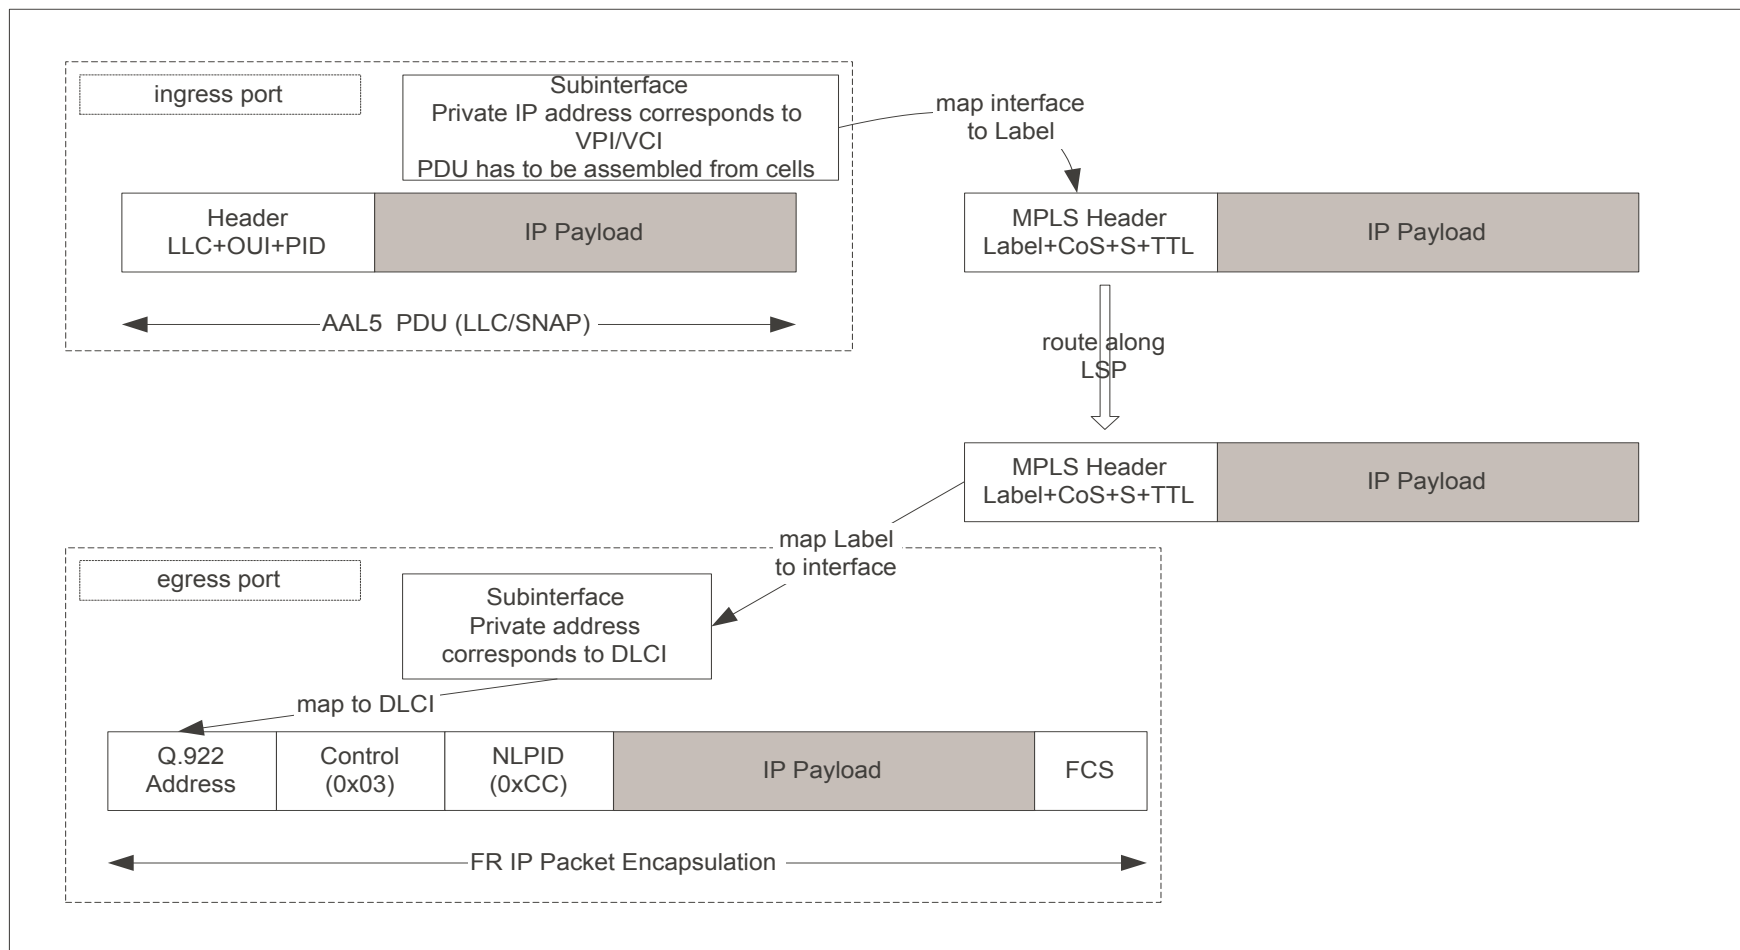 ingress port
Subinterface
Private IP address corresponds to
VPI/VCI
PDU has to be assembled from cells
map interface
to Label
Header
LLC+OUI+PID
IP Payload
MPLS Header
Label+CoS+S+TTL
IP Payload
AAL5 PDU (LLC/SNAP)
route along
LSP
MPLS Header
Label+CoS+S+TTL
IP Payload
map Label
to interface
egress port
Subinterface
Private address
corresponds to DLCI
map to DLCI
Q.922
Address
Control
(0x03)
NLPID
(0xCC)
IP Payload
FCS
FR IP Packet Encapsulation